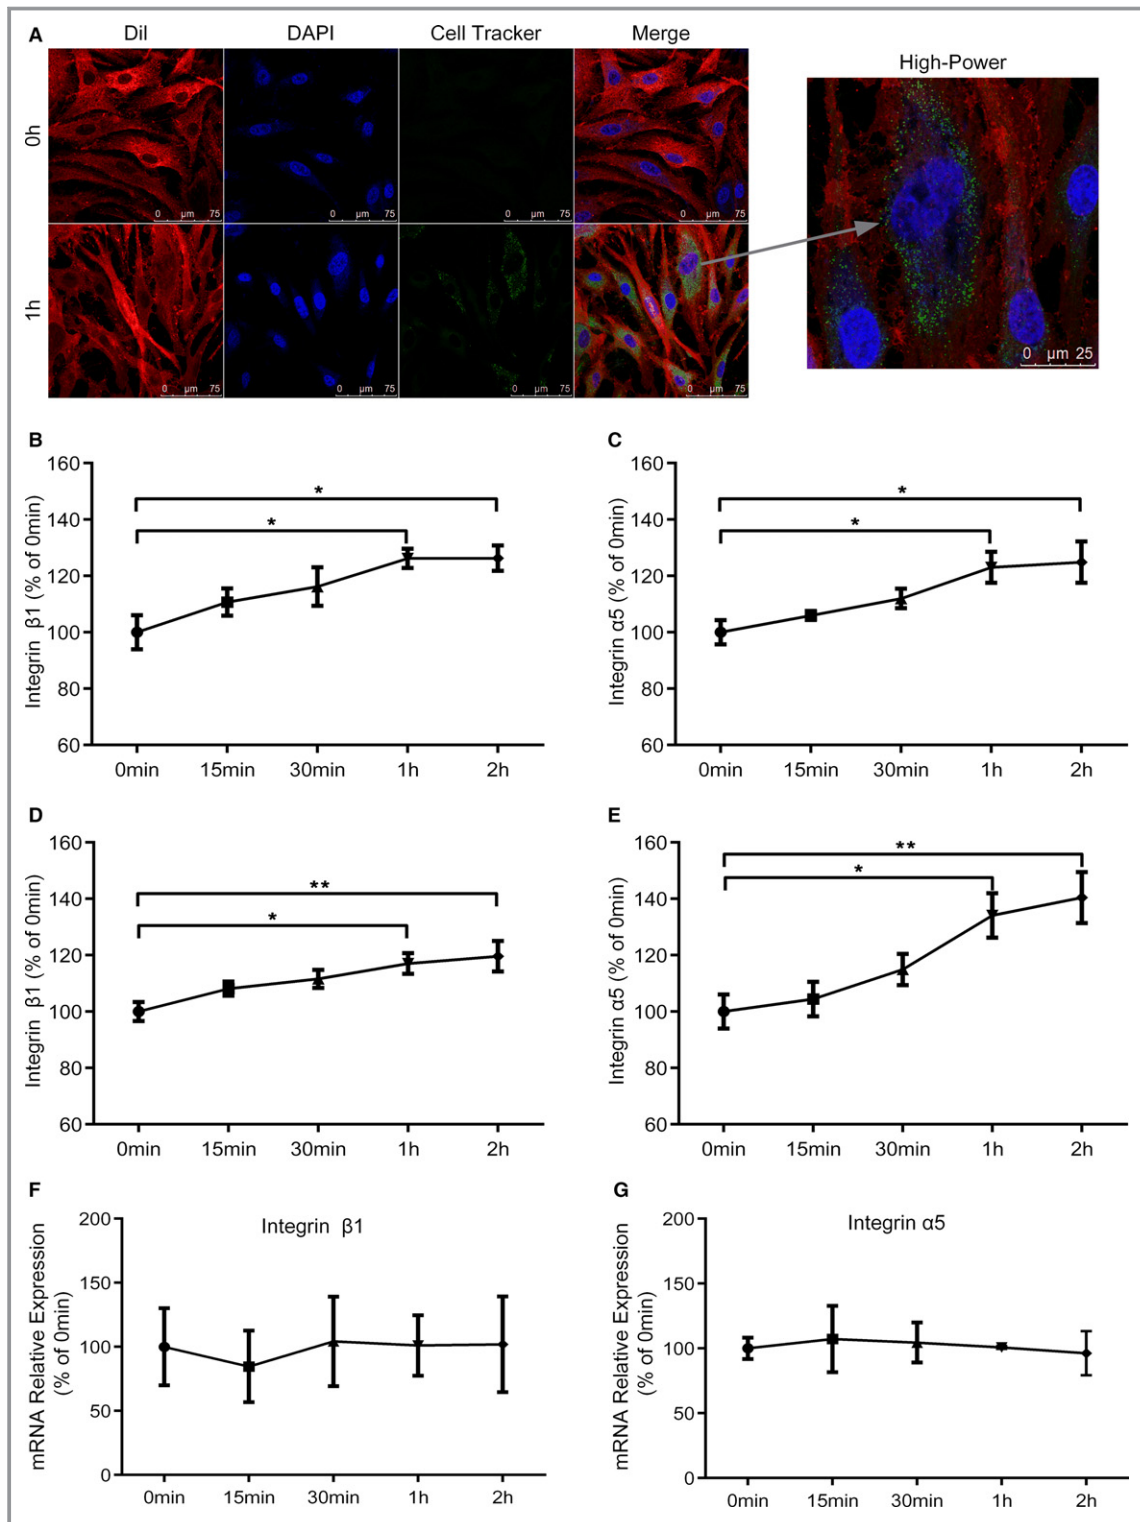 A
DiI DAPI Cell Tracker Merge
High-Power
0h
0 µm 75 0 µm 75 0 µm 75 0 µm 75
1h
0 µm 75 0 µm 75 0 µm 75 0 µm 75
0 µm 25
B
Integrin β1 (% of 0min)
160
140
120
100
80
60
*
*
0min 15min 30min 1h 2h
C
Integrin α5 (% of 0min)
160
140
120
100
80
60
*
*
0min 15min 30min 1h 2h
D
Integrin β1 (% of 0min)
160
140
120
100
80
60
**
*
0min 15min 30min 1h 2h
E
Integrin α5 (% of 0min)
160
140
120
100
80
60
**
*
0min 15min 30min 1h 2h
F
Integrin β1
mRNA Relative Expression
(% of 0min)
200
150
100
50
0
0min 15min 30min 1h 2h
G
Integrin α5
mRNA Relative Expression
(% of 0min)
200
150
100
50
0
0min 15min 30min 1h 2h